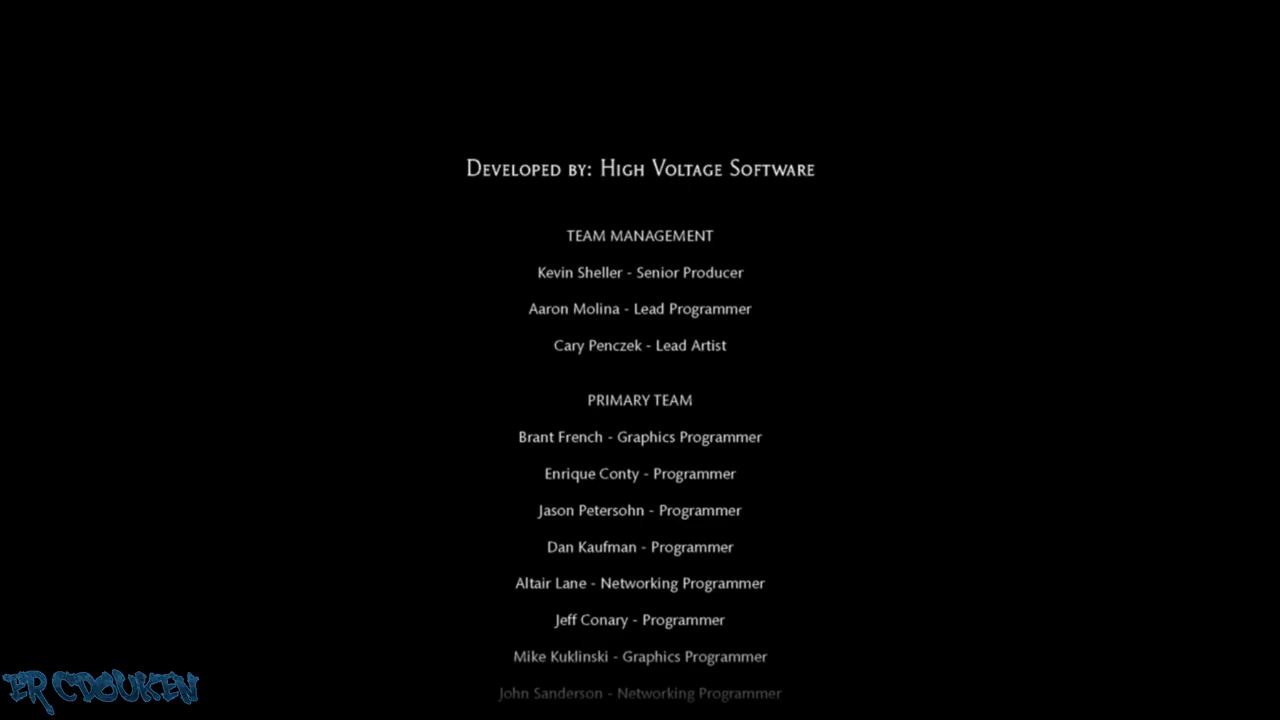 Developed by: High Voltage Software
TEAM MANAGEMENT
Kevin Sheller - Senior Producer
Aaron Molina - Lead Programmer
Cary Penczek - Lead Artist
PRIMARY TEAM
Brant French - Graphics Programmer
Enrique Conty - Programmer
Jason Petersohn - Programmer
Dan Kaufman - Programmer
Altair Lane - Networking Programmer
Jeff Conary - Programmer
Mike Kuklinski - Graphics Programmer
John Sanderson - Networking Programmer
ER CDOUKEN